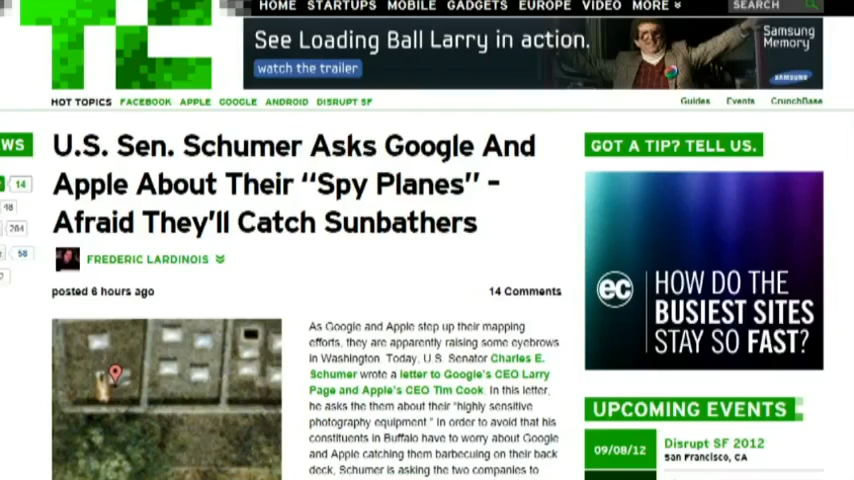 HOME STARTUPS MOBILE GADGETS EUROPE VIDEO MORE
SEARCH
TC
See Loading Ball Larry in action.
watch the trailer
Samsung
Memory
SAMSUNG
HOT TOPICS FACEBOOK APPLE GOOGLE ANDROID DISRUPT SF
Guides Events CrunchBase
WS
14
48
264
58
U.S. Sen. Schumer Asks Google And
Apple About Their “Spy Planes” –
Afraid They’ll Catch Sunbathers
FREDERIC LARDINOIS
posted 6 hours ago
14 Comments
As Google and Apple step up their mapping
efforts, they are apparently raising some eyebrows
in Washington. Today, U.S. Senator Charles E.
Schumer wrote a letter to Google's CEO Larry
Page and Apple's CEO Tim Cook. In this letter,
he asks the them about their “highly sensitive
photography equipment.” In order to avoid that his
constituents in Buffalo have to worry about Google
and Apple catching them barbecuing on their back
deck, Schumer is asking the two companies to
GOT A TIP? TELL US.
ec
HOW DO THE
BUSIEST SITES
STAY SO FAST?
UPCOMING EVENTS
09/08/12
Disrupt SF 2012
San Francisco, CA